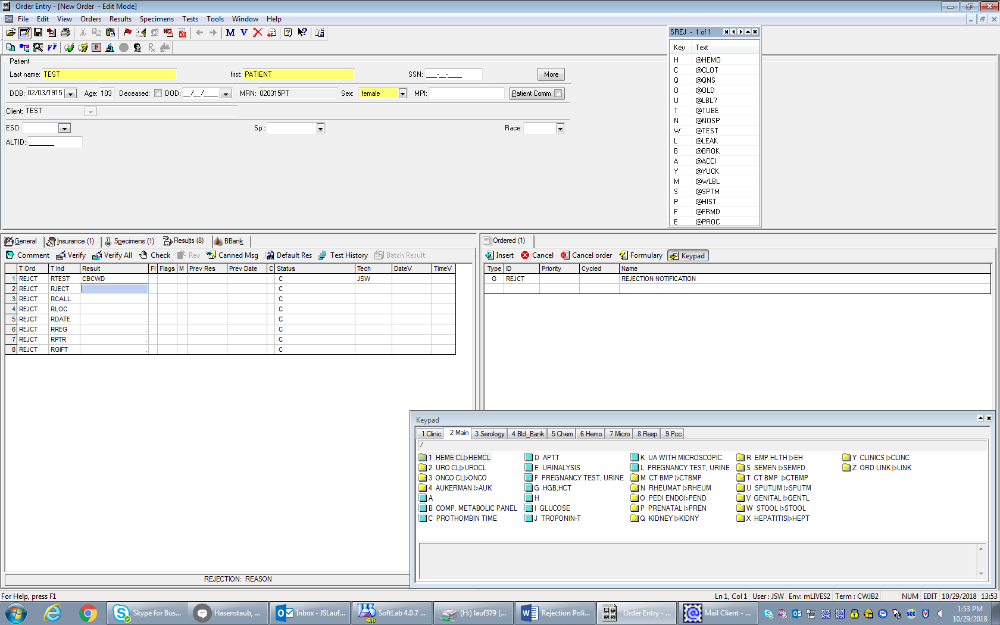 Order Entry - [New Order - Edit Mode]
File Edit View Orders Results Specimens Tests Tools Window Help
M V
SREJ - 1 of 1
Key Text
H @HEMO
C @CLOT
Q @QNS
O @OLD
U @LBL?
T @TUBE
N @NOSP
W @TEST
L @LEAK
B @BROK
A @ACCI
Y @YUCK
M @WLBL
S @SPTM
P @HIST
F @FRMD
E @PROC
Patient
Last name: TEST first: PATIENT SSN: ___-__-____ More
DOB: 02/03/1915 Age: 103 Deceased: DOD: __/__/____ MRN: 020315PT Sex: female MPI: Patient Comm
Client: TEST
ESO: Sp.: Race:
ALTID: _______
General Insurance (1) Specimens (1) Results (8) BBank
Comment Verify Verify All Check Rev Canned Msg Default Res Test History Batch Result
T Ord T Ind Result Fl Flags M Prev Res Prev Date C Status Tech DateV TimeV
1 REJCT RTEST CBCWD C JSW
2 REJCT RJECT C
3 REJCT RCALL . C
4 REJCT RLOC . C
5 REJCT RDATE . C
6 REJCT RREG . C
7 REJCT RPTR . C
8 REJCT RGIFT . C
REJECTION: REASON
Ordered (1)
Insert Cancel Cancel order Formulary Keypad
Type ID Priority Cycled Name
G REJCT REJECTION NOTIFICATION
Keypad
1 Clinic 2 Main 3 Serology 4 Bld_Bank 5 Chem 6 Hemo 7 Micro 8 Resp 9 Pcc
/
1 HEME CL|>HEMCL D APTT K UA WITH MICROSCOPIC R EMP HLTH |>EH Y CLINICS |>CLINC
2 URO CL|>UROCL E URINALYSIS L PREGNANCY TEST, URINE S SEMEN |>SEMFD Z ORD LINK |>LINK
3 ONCO CL|>ONCO F PREGNANCY TEST, URINE M CT BMP |>CTBMP T CT BMP |>CTBMP
4 AUKERMAN |>AUK G HGB,HCT N RHEUMAT |>RHEUM U SPUTUM |>SPUTM
A H O PEDI ENDO|>PEND V GENITAL |>GENTL
B COMP. METABOLIC PANEL I GLUCOSE P PRENATAL |>PREN W STOOL |>STOOL
C PROTHOMBIN TIME J TROPONIN-T Q KIDNEY |>KIDNY X HEPATITIS|>HEPT
For Help, press F1 Ln 1, Col 1 User : JSW Env: mLIVES2 Term : CWJB2 NUM EDIT 10/29/2018 13:53
Skype for Bus... Hasenstaub, ... Inbox - JSLauf... SoftLab 4.0.7 ... (H:) lauf379 (... Rejection Poli... Order Entry - ... Mail Client - ... 1:53 PM
10/29/2018